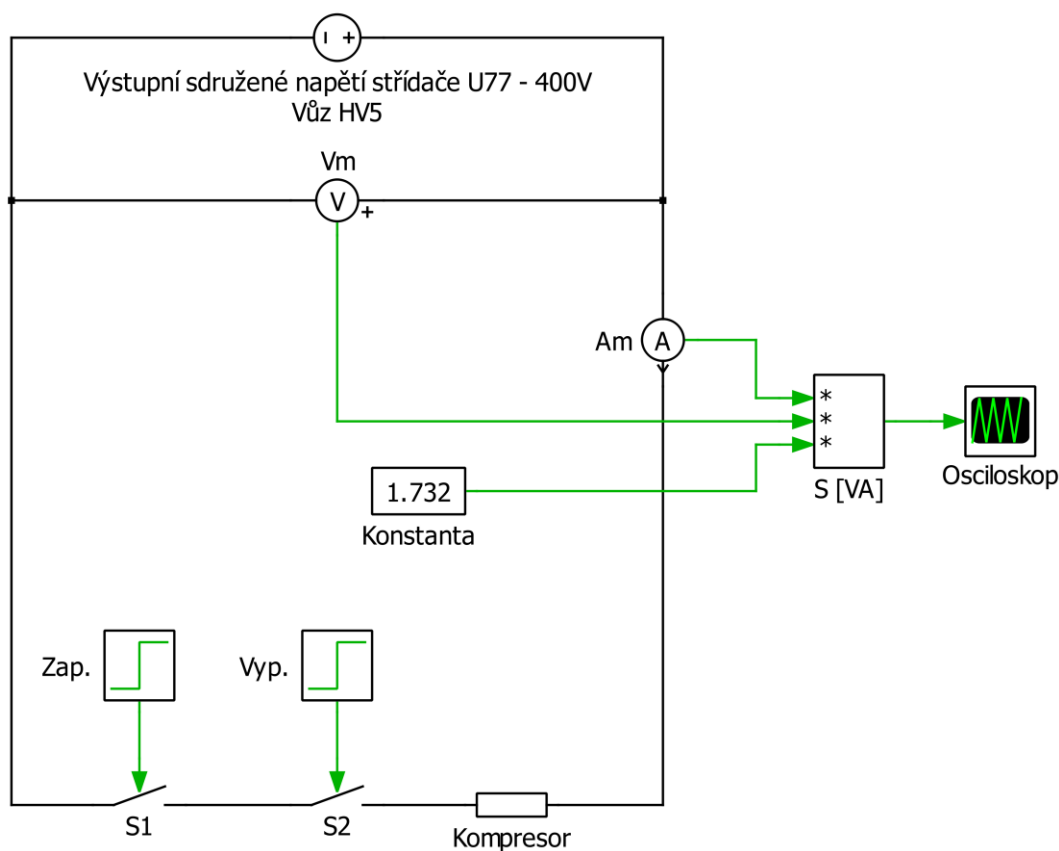 Výstupní sdružené napětí střídače U77 - 400V
Vůz HV5
Vm
V
+
Am
A
*
*
*
S [VA]
Osciloskop
1.732
Konstanta
Zap.
Vyp.
S1
S2
Kompresor